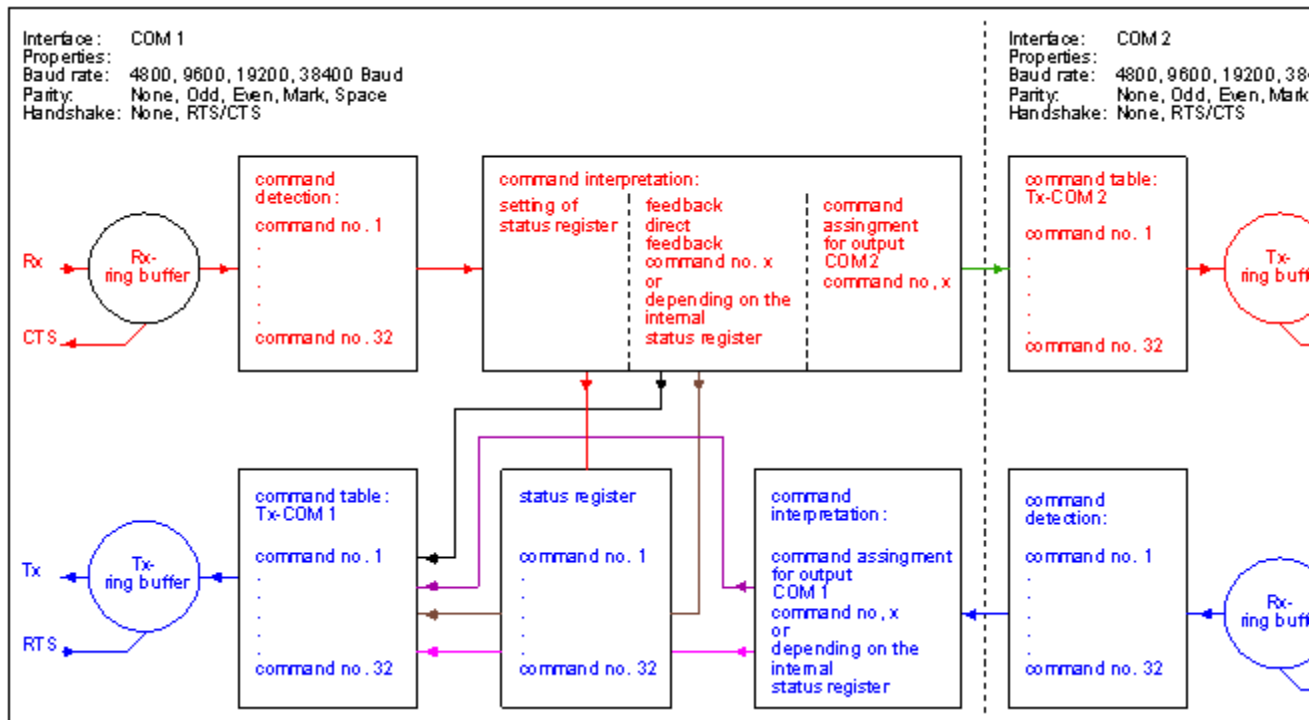 Interface: COM 1
Properties:
Baud rate: 4800, 9600, 19200, 38400 Baud
Parity: None, Odd, Even, Mark, Space
Handshake: None, RTS/CTS
Interface: COM 2
Properties:
Baud rate: 4800, 9600, 19200, 384
Parity: None, Odd, Even, Mark
Handshake: None, RTS/CTS
Rx
Rx-
ring buffer
CTS
command
detection:
command no. 1
.
.
.
.
.
command no. 32
command interpretation:
setting of
status register
feedback
direct
feedback
command no. x
or
depending on the
internal
status register
command
assingment
for output
COM 2
command no, x
command table:
Tx-COM 2
command no. 1
.
.
.
.
.
command no. 32
Tx-
ring buffe
Tx
Tx-
ring buffer
RTS
command table:
Tx-COM 1
command no. 1
.
.
.
.
.
command no. 32
status register
command no. 1
.
.
.
.
.
command no. 32
command
interpretation:
command assingment
for output
COM 1
command no, x
or
depending on the
internal
status register
command
detection:
command no. 1
.
.
.
.
.
command no. 32
Rx-
ring buffe